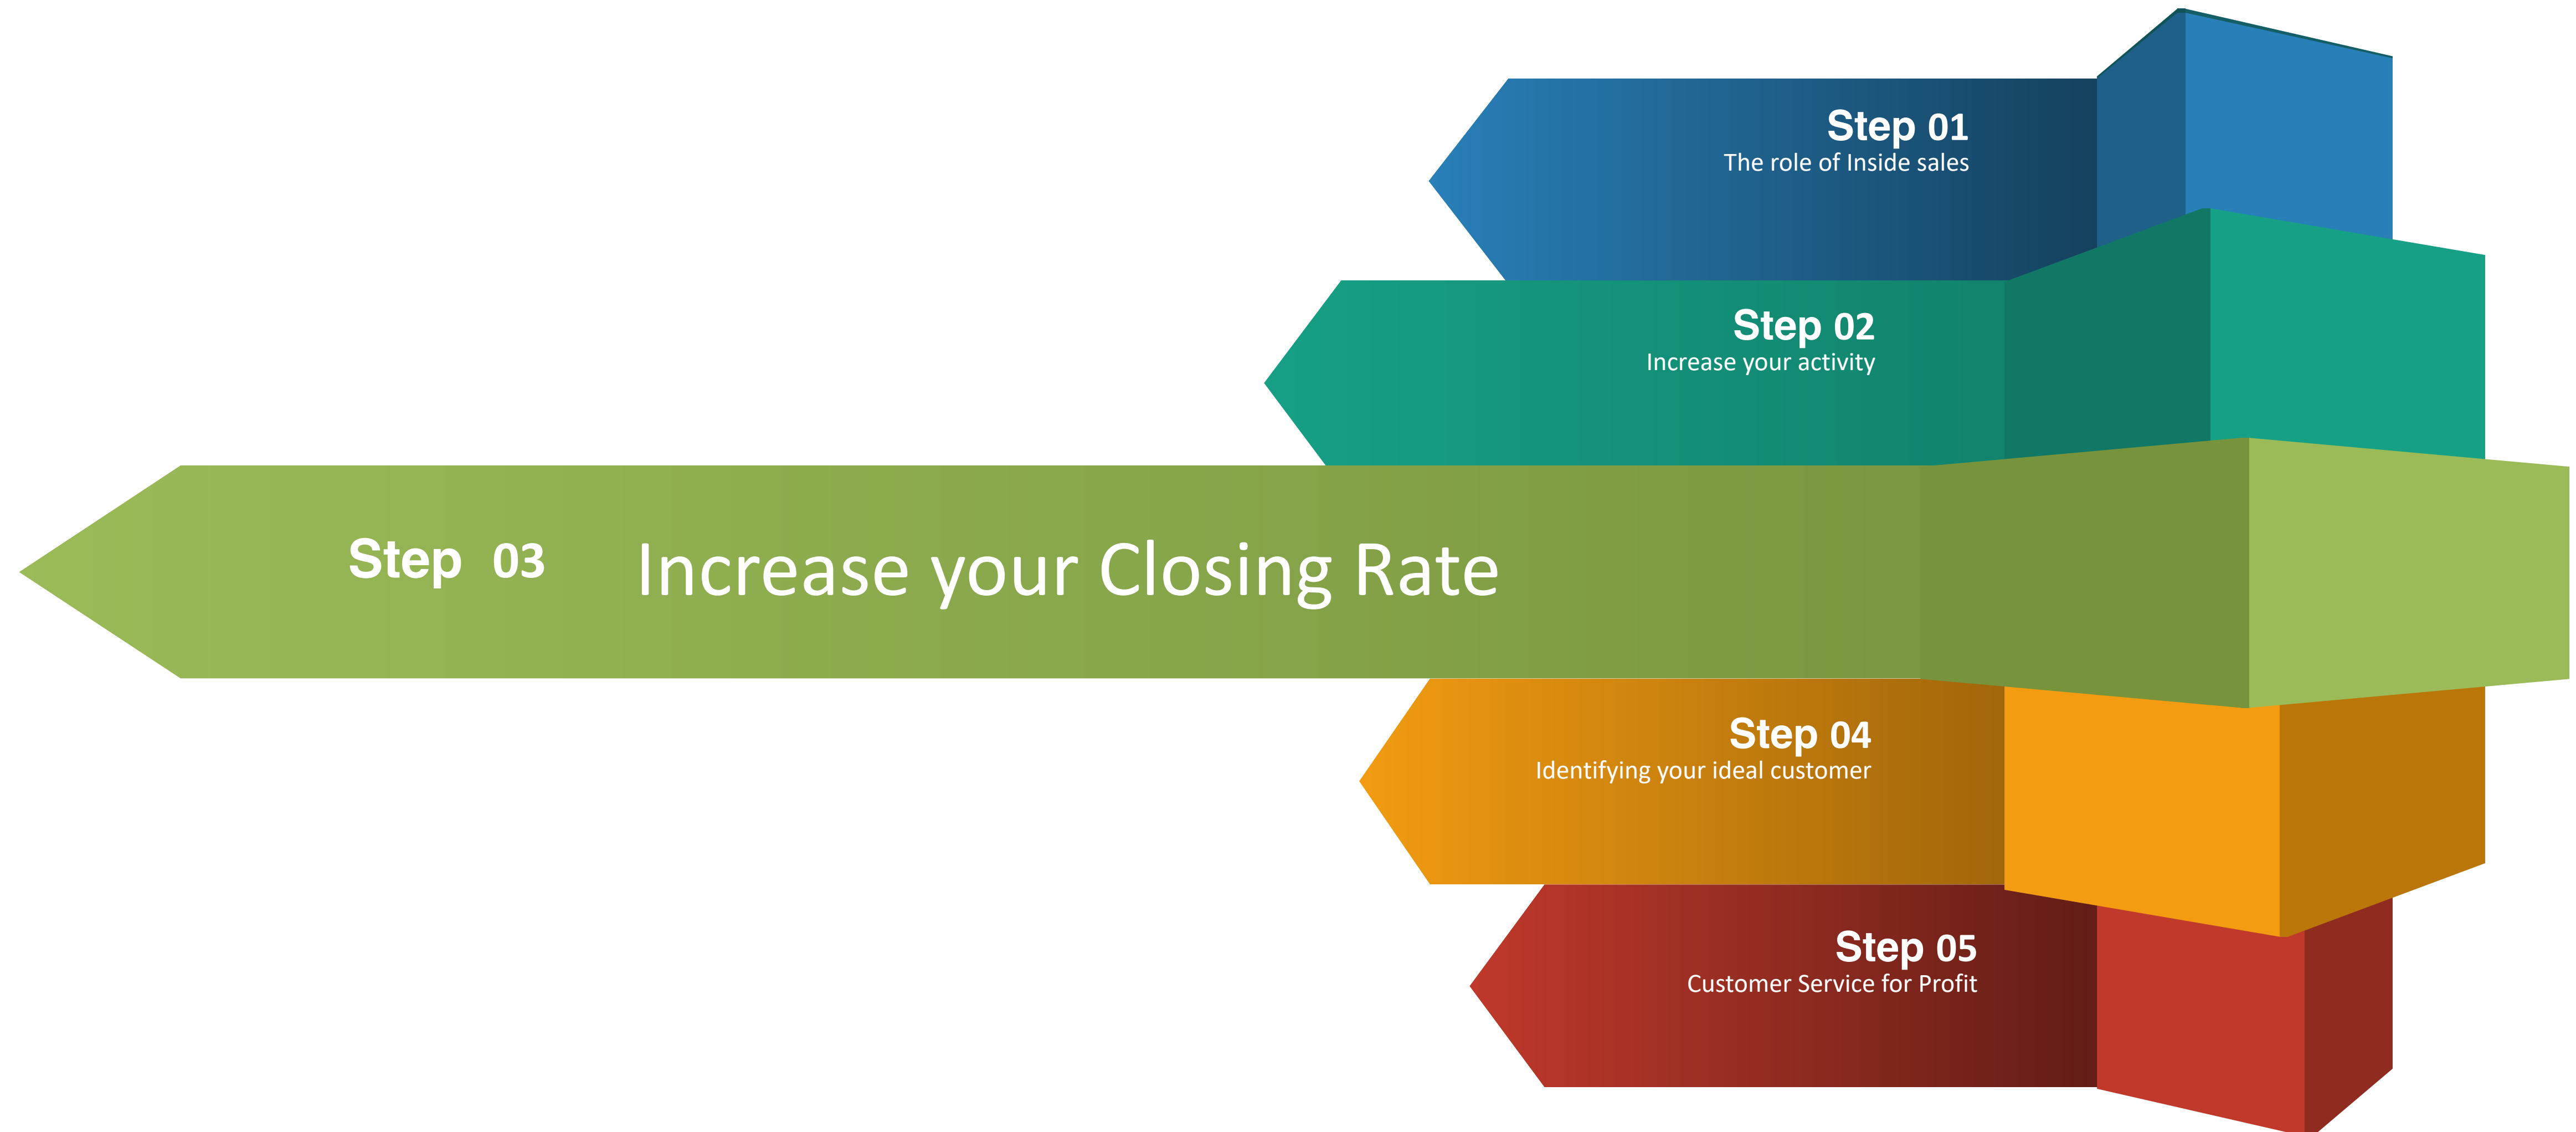 Step 01
The role of Inside sales
Step 02
Increase your activity
Step 03 Increase your Closing Rate
Step 04
Identifying your ideal customer
Step 05
Customer Service for Profit